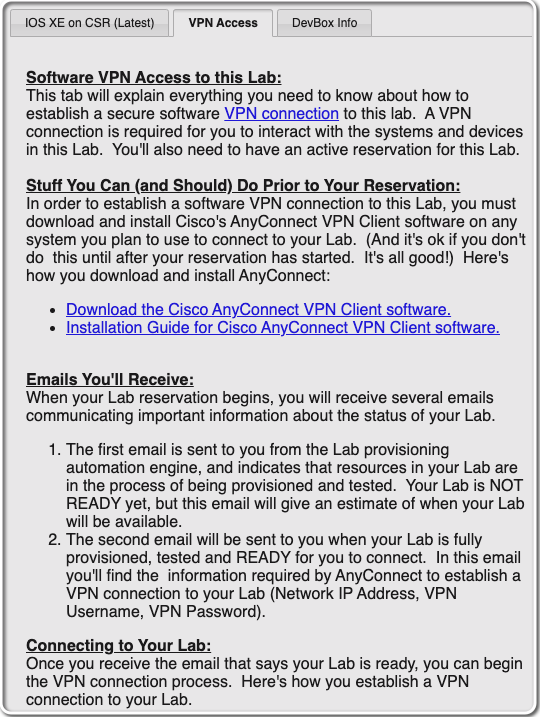 IOS XE on CSR (Latest) VPN Access DevBox Info
Software VPN Access to this Lab:
This tab will explain everything you need to know about how to
establish a secure software VPN connection to this lab.  A VPN
connection is required for you to interact with the systems and devices
in this Lab.  You'll also need to have an active reservation for this Lab.
Stuff You Can (and Should) Do Prior to Your Reservation:
In order to establish a software VPN connection to this Lab, you must
download and install Cisco's AnyConnect VPN Client software on any
system you plan to use to connect to your Lab.  (And it's ok if you don't
do  this until after your reservation has started.  It's all good!)  Here's
how you download and install AnyConnect:
• Download the Cisco AnyConnect VPN Client software.
• Installation Guide for Cisco AnyConnect VPN Client software.
Emails You'll Receive:
When your Lab reservation begins, you will receive several emails
communicating important information about the status of your Lab.
1. The first email is sent to you from the Lab provisioning
automation engine, and indicates that resources in your Lab are
in the process of being provisioned and tested.  Your Lab is NOT
READY yet, but this email will give an estimate of when your Lab
will be available.
2. The second email will be sent to you when your Lab is fully
provisioned, tested and READY for you to connect.  In this email
you'll find the  information required by AnyConnect to establish a
VPN connection to your Lab (Network IP Address, VPN
Username, VPN Password).
Connecting to Your Lab:
Once you receive the email that says your Lab is ready, you can begin
the VPN connection process.  Here's how you establish a VPN
connection to your Lab.